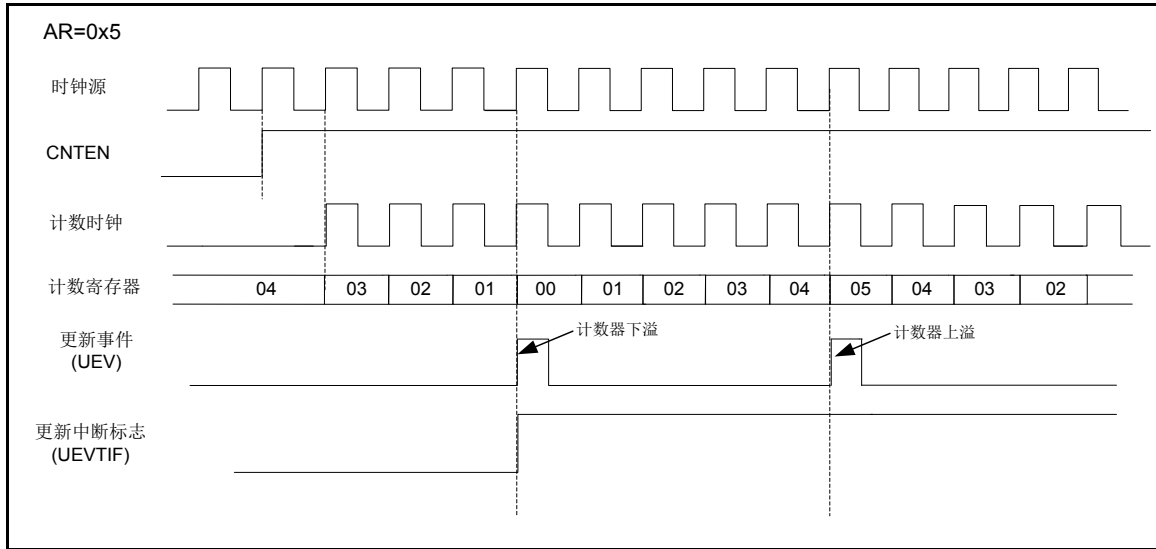 AR=0x5
时钟源
CNTEN
计数时钟
计数寄存器
04 03 02 01 00 01 02 03 04 05 04 03 02
更新事件
(UEV)
计数器下溢
计数器上溢
更新中断标志
(UEVTIF)